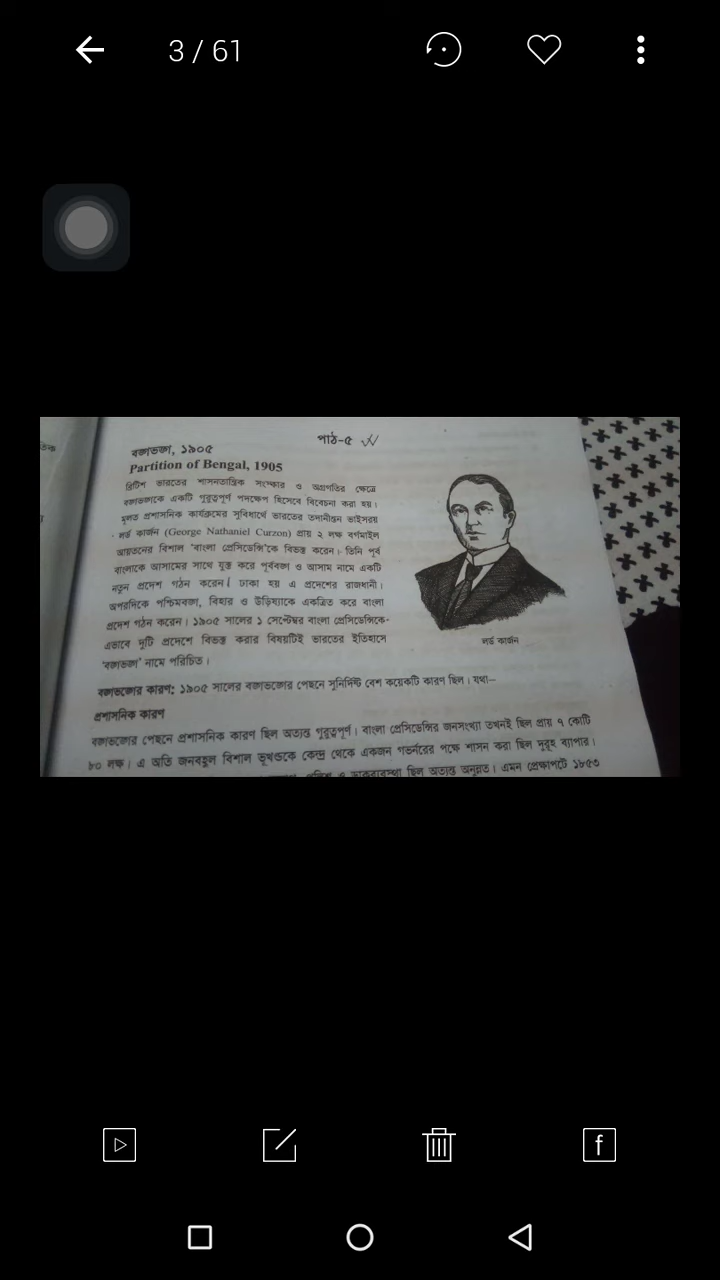 3 / 61
পাঠ-৫
বঙ্গভঙ্গ, ১৯০৫
Partition of Bengal, 1905
ব্রিটিশ ভারতের শাসনতান্ত্রিক সংস্কার ও অগ্রগতির ক্ষেত্রে
বঙ্গভঙ্গকে একটি গুরুত্বপূর্ণ পদক্ষেপ হিসেবে বিবেচনা করা হয়।
মূলত প্রশাসনিক কার্যক্রমের সুবিধার্থে ভারতের তদানীন্তন ভাইসরয়
লর্ড কার্জন (George Nathaniel Curzon) প্রায় ২ লক্ষ বর্গমাইল
আয়তনের বিশাল 'বাংলা প্রেসিডেন্সি'কে বিভক্ত করেন। তিনি পূর্ব
বাংলাকে আসামের সাথে যুক্ত করে পূর্ববঙ্গ ও আসাম নামে একটি
নতুন প্রদেশ গঠন করেন। ঢাকা হয় এ প্রদেশের রাজধানী।
অপরদিকে পশ্চিমবঙ্গ, বিহার ও উড়িষ্যাকে একত্রিত করে বাংলা
প্রদেশ গঠন করেন। ১৯০৫ সালের ১ সেপ্টেম্বর বাংলা প্রেসিডেন্সিকে
এভাবে দুটি প্রদেশে বিভক্ত করার বিষয়টিই ভারতের ইতিহাসে
'বঙ্গভঙ্গ' নামে পরিচিত।
লর্ড কার্জন
বঙ্গভঙ্গের কারণ: ১৯০৫ সালের বঙ্গভঙ্গের পেছনে সুনির্দিষ্ট বেশ কয়েকটি কারণ ছিল। যথা—
প্রশাসনিক কারণ
বঙ্গভঙ্গের পেছনে প্রশাসনিক কারণ ছিল অত্যন্ত গুরুত্বপূর্ণ। বাংলা প্রেসিডেন্সির জনসংখ্যা তখনই ছিল প্রায় ৭ কোটি
৮০ লক্ষ। এ অতি জনবহুল বিশাল ভূখণ্ডকে কেন্দ্র থেকে একজন গভর্নরের পক্ষে শাসন করা ছিল দুরূহ ব্যাপার।
ও ডাকব্যবস্থা ছিল অত্যন্ত অনুন্নত। এমন প্রেক্ষাপটে ১৮৫৩